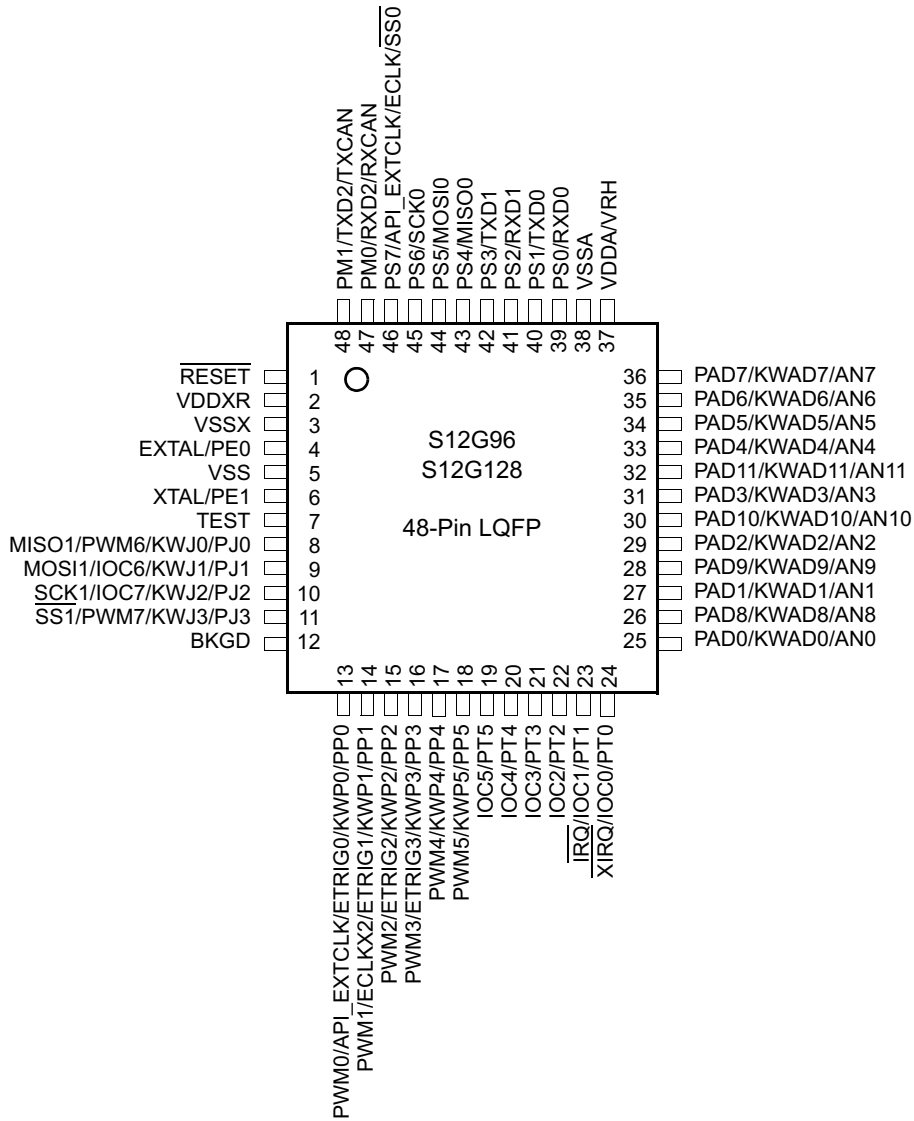 PM1/TXD2/TXCAN
PM0/RXD2/RXCAN
PS7/API_EXTCLK/ECLK/SS0
PS6/SCK0
PS5/MOSI0
PS4/MISO0
PS3/TXD1
PS2/RXD1
PS1/TXD0
PS0/RXD0
VSSA
VDDA/VRH
48
47
46
45
44
43
42
41
40
39
38
37
RESET 1
VDDXR 2
VSSX 3
EXTAL/PE0 4
VSS 5
XTAL/PE1 6
TEST 7
MISO1/PWM6/KWJ0/PJ0 8
MOSI1/IOC6/KWJ1/PJ1 9
SCK1/IOC7/KWJ2/PJ2 10
SS1/PWM7/KWJ3/PJ3 11
BKGD 12
S12G96
S12G128
48-Pin LQFP
36 PAD7/KWAD7/AN7
35 PAD6/KWAD6/AN6
34 PAD5/KWAD5/AN5
33 PAD4/KWAD4/AN4
32 PAD11/KWAD11/AN11
31 PAD3/KWAD3/AN3
30 PAD10/KWAD10/AN10
29 PAD2/KWAD2/AN2
28 PAD9/KWAD9/AN9
27 PAD1/KWAD1/AN1
26 PAD8/KWAD8/AN8
25 PAD0/KWAD0/AN0
13
14
15
16
17
18
19
20
21
22
23
24
PWM0/API_EXTCLK/ETRIG0/KWP0/PP0
PWM1/ECLKX2/ETRIG1/KWP1/PP1
PWM2/ETRIG2/KWP2/PP2
PWM3/ETRIG3/KWP3/PP3
PWM4/KWP4/PP4
PWM5/KWP5/PP5
IOC5/PT5
IOC4/PT4
IOC3/PT3
IOC2/PT2
IRQ/IOC1/PT1
XIRQ/IOC0/PT0